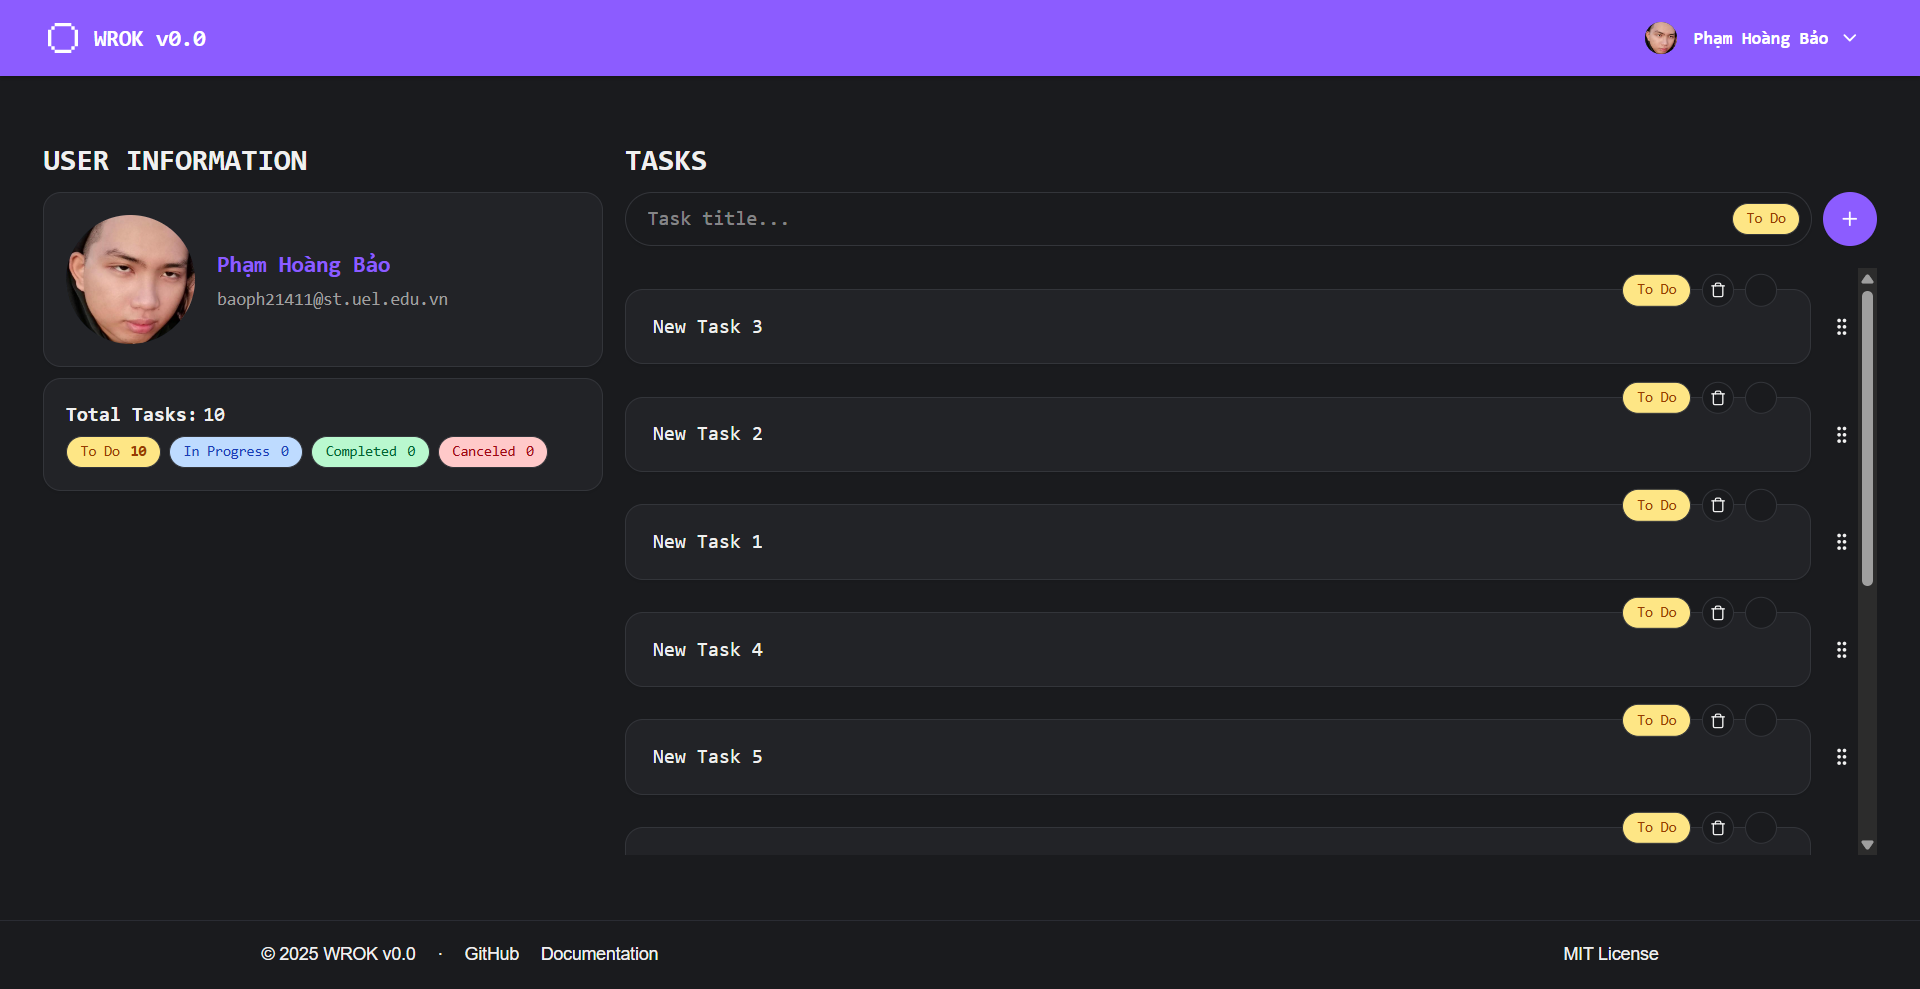 WROK v0.0
Phạm Hoàng Bảo
USER INFORMATION
Phạm Hoàng Bảo
baoph21411@st.uel.edu.vn
Total Tasks: 10
To Do 10
In Progress 0
Completed 0
Canceled 0
TASKS
Task title...
To Do
To Do
New Task 3
To Do
New Task 2
To Do
New Task 1
To Do
New Task 4
To Do
New Task 5
To Do
© 2025 WROK v0.0 · GitHub Documentation
MIT License